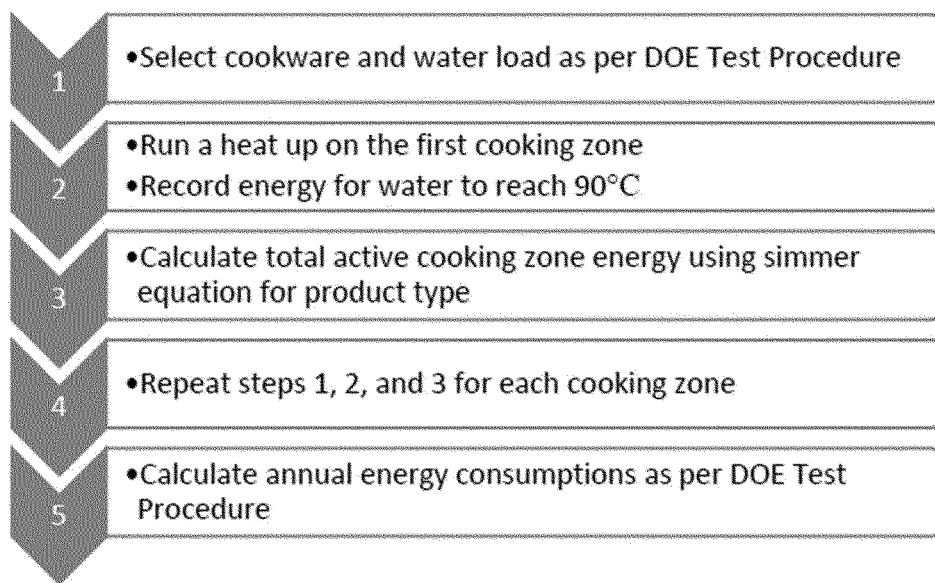 1
•Select cookware and water load as per DOE Test Procedure
2
•Run a heat up on the first cooking zone
•Record energy for water to reach 90°C
3
•Calculate total active cooking zone energy using simmer
equation for product type
4
•Repeat steps 1, 2, and 3 for each cooking zone
5
•Calculate annual energy consumptions as per DOE Test
Procedure